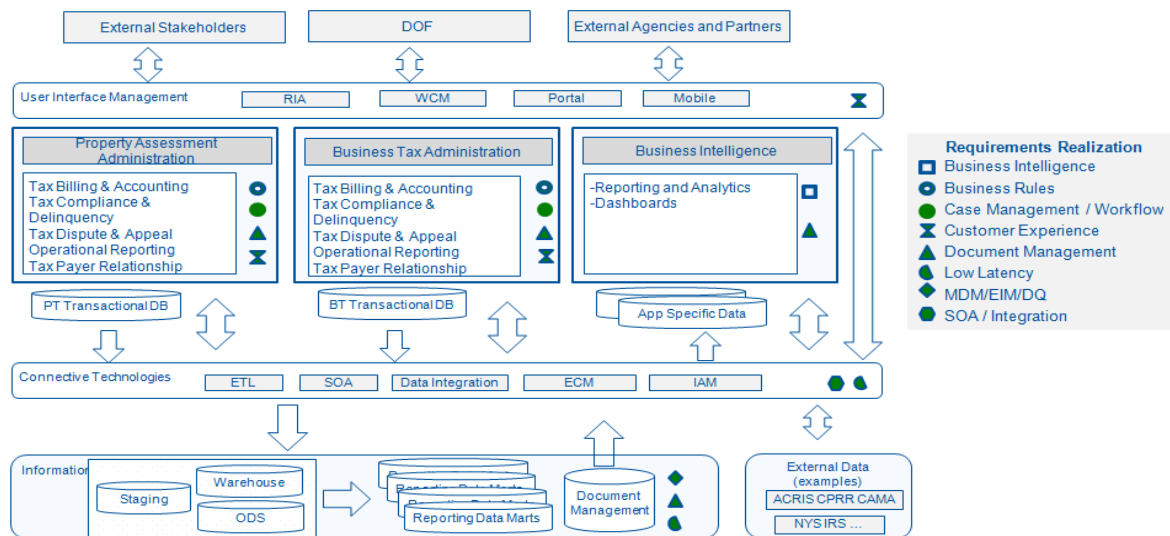 External Stakeholders
DOF
External Agencies and Partners
User Interface Management
RIA
WCM
Portal
Mobile
Property Assessment
Administration
Tax Billing & Accounting
Tax Compliance &
Delinquency
Tax Dispute & Appeal
Operational Reporting
Tax Payer Relationship
Business Tax Administration
Tax Billing & Accounting
Tax Compliance &
Delinquency
Tax Dispute & Appeal
Operational Reporting
Tax Payer Relationship
Business Intelligence
-Reporting and Analytics
-Dashboards
Requirements Realization
Business Intelligence
Business Rules
Case Management / Workflow
Customer Experience
Document Management
Low Latency
MDM/EIM/DQ
SOA / Integration
PT Transactional DB
BT Transactional DB
App Specific Data
Connective Technologies
ETL
SOA
Data Integration
ECM
IAM
Information
Staging
Warehouse
ODS
Reporting Data Marts
Document
Management
External Data
(examples)
ACRIS CPRR CAMA
NYS IRS ...